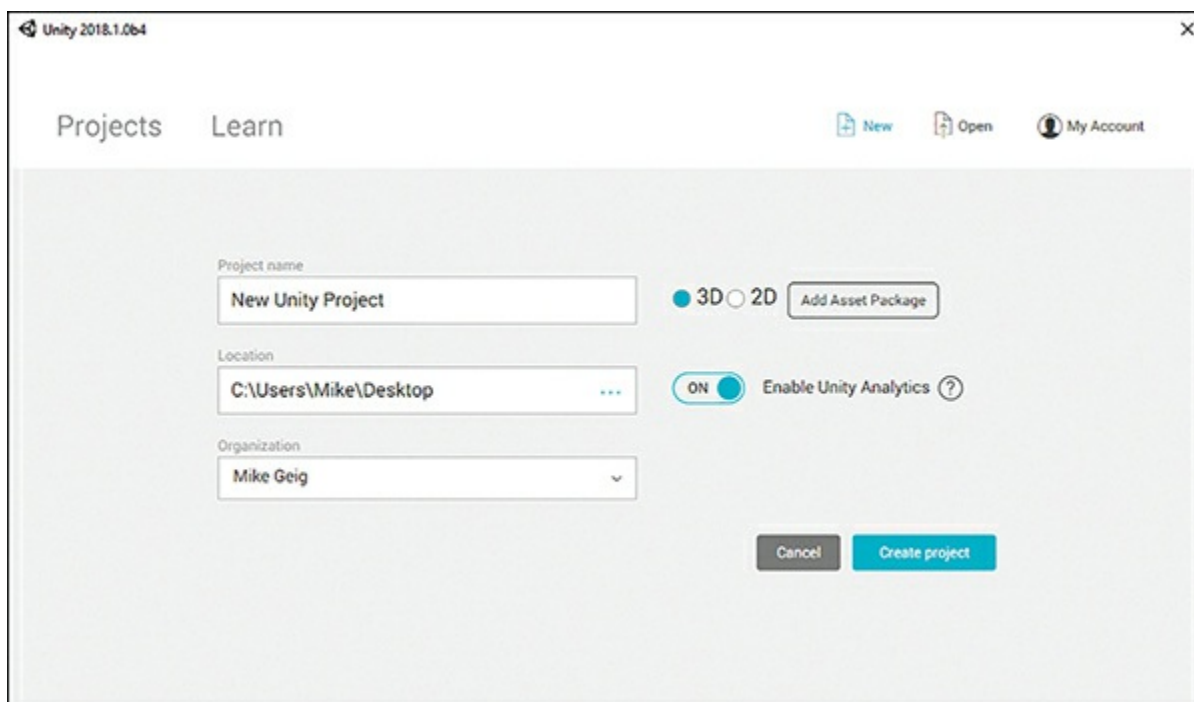 Unity 2018.1.0b4
Projects Learn New Open My Account
Project name
New Unity Project 3D 2D Add Asset Package
Location
C:\Users\Mike\Desktop ... ON Enable Unity Analytics ?
Organization
Mike Geig
Cancel Create project